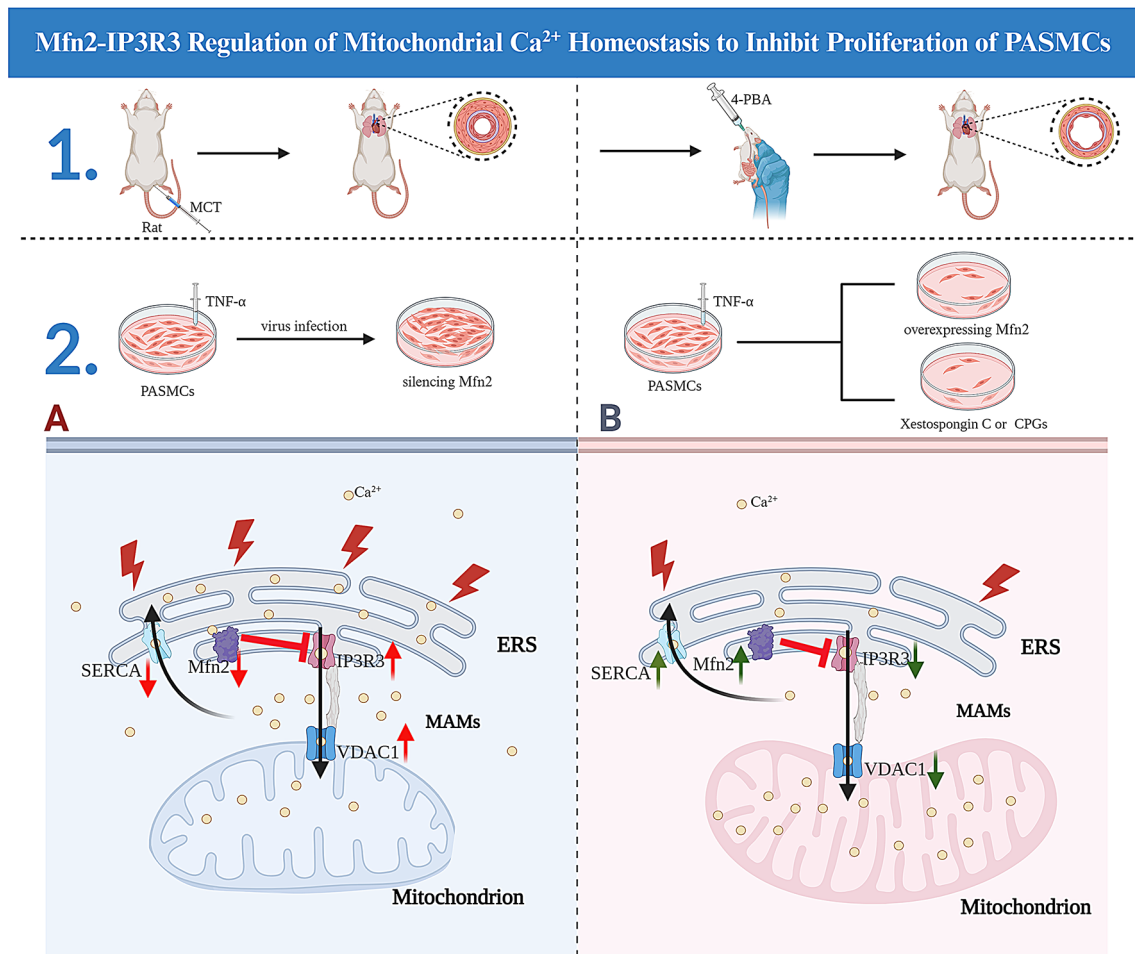 Mfn2-IP3R3 Regulation of Mitochondrial Ca²⁺ Homeostasis to Inhibit Proliferation of PASMCs
1.
MCT
Rat
4-PBA
2.
TNF-α
PASMCs
virus infection
silencing Mfn2
TNF-α
PASMCs
overexpressing Mfn2
Xestospongin C or CPGs
A
B
Ca²⁺
ERS
SERCA
Mfn2
IP3R3
MAMs
VDAC1
Mitochondrion
Ca²⁺
ERS
SERCA
Mfn2
IP3R3
MAMs
VDAC1
Mitochondrion